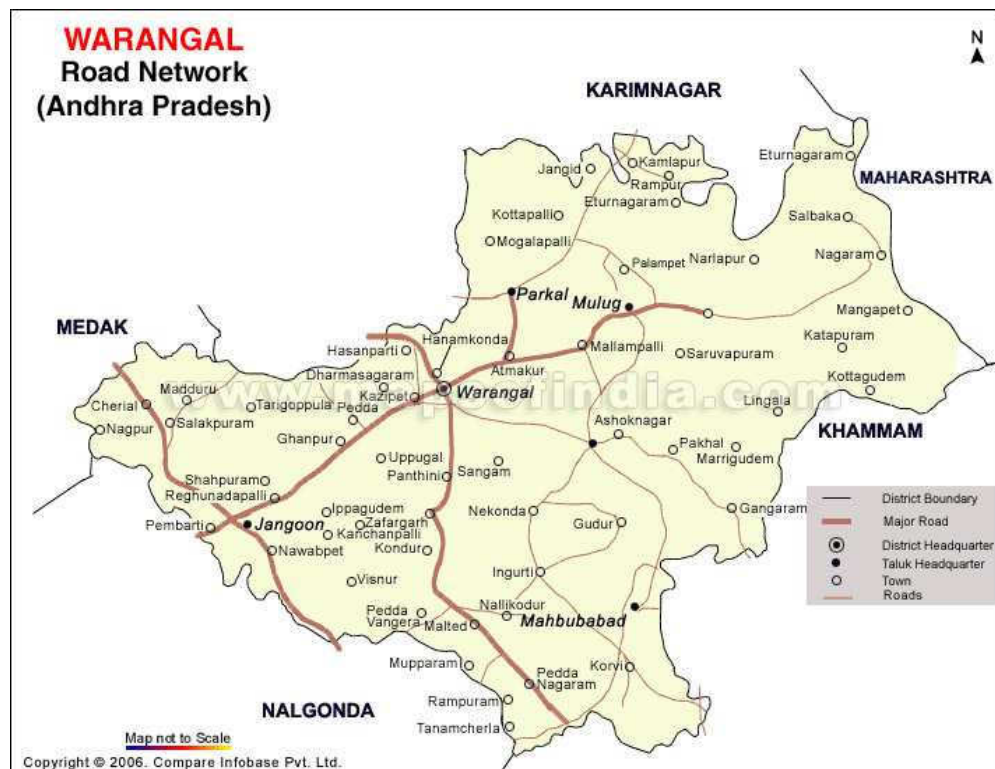 WARANGAL
Road Network
(Andhra Pradesh)
N
KARIMNAGAR
MAHARASHTRA
MEDAK
KHAMMAM
NALGONDA
Eturnagaram
Jangid
Kamlapur
Rampur
Eturnagaram
Kottapalli
Salbaka
Mogalapalli
Palampet
Narlapur
Nagaram
Parkal
Mulug
Mangapet
Hanamkonda
Hasanparti
Mallampalli
Katapuram
Atmakur
Saruvapuram
Dharmasagaram
Maddur
Kazipet
Warangal
Kottagudem
www.mapsofindia.com
Cherial
Tarigoppula
Pedda
Lingala
Nagpur
Salakpuram
Ghanpur
Ashoknagar
Pakhal
Marrigudem
Uppugal
Panthini
Sangam
Shahpuram
Reghunadapalli
Ippagudem
Zafargarh
Nekonda
Gudur
Gangaram
Pembarti
Jangoon
Kanchanpalli
Nawabpet
Kondur
Visnur
Ingurti
Pedda
Vangera
Malted
Nallikodur
Mahbubabad
Mupparam
Pedda
Nagaram
Korvi
Rampuram
Tanamcherla
District Boundary
Major Road
District Headquarter
Taluk Headquarter
Town
Roads
Map not to Scale
Copyright © 2006. Compare Infobase Pvt. Ltd.